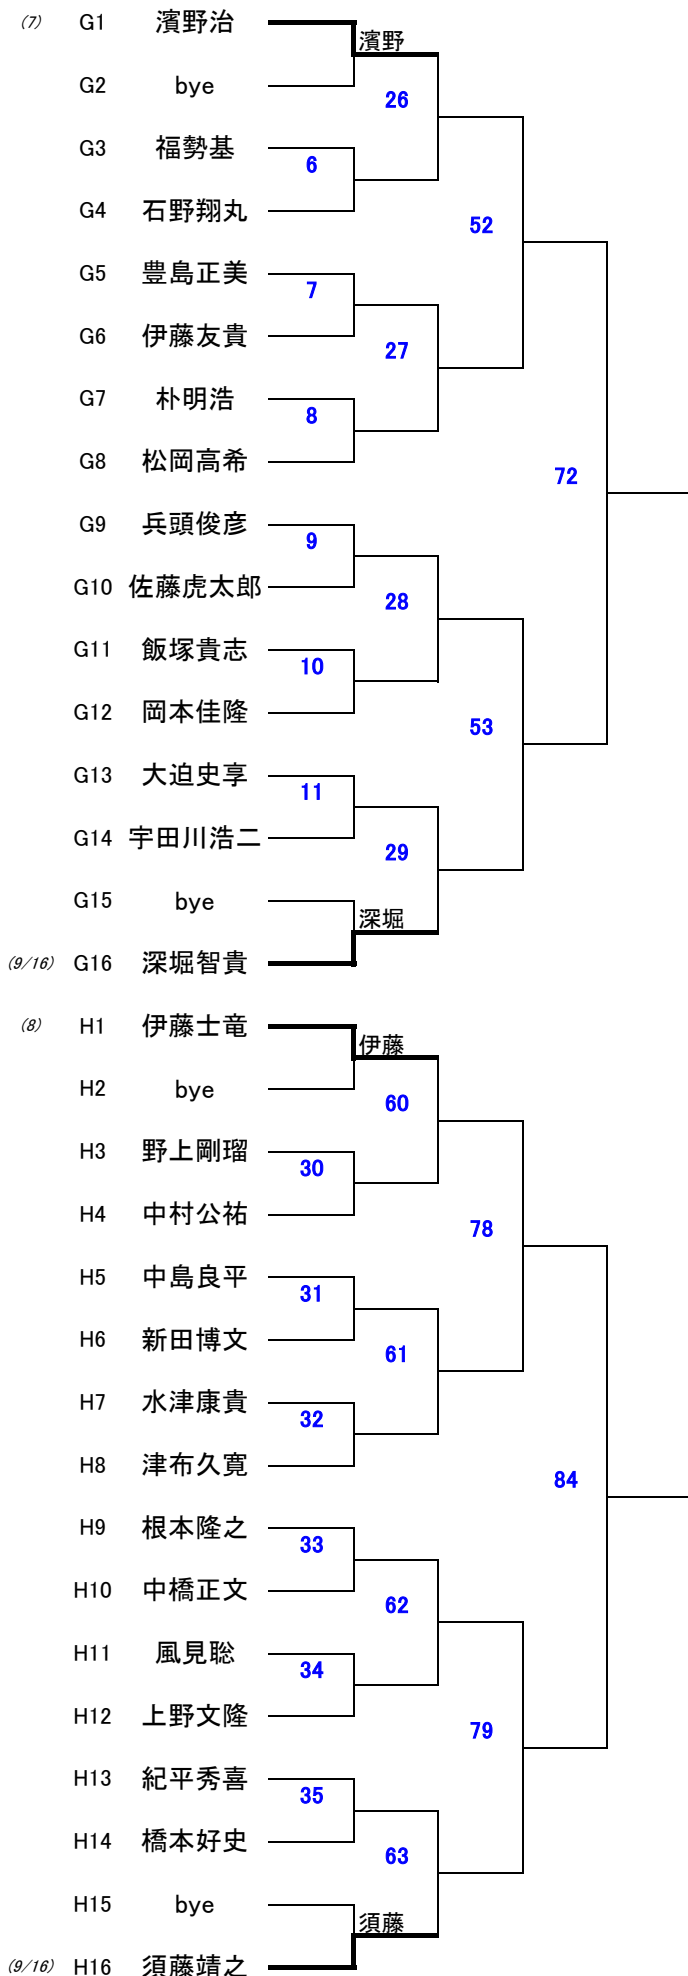 (7) G1 濱野治
濱野
G2 bye
26
G3 福勢基
6
G4 石野翔丸
52
G5 豊島正美
7
G6 伊藤友貴
27
G7 朴明浩
8
G8 松岡高希
72
G9 兵頭俊彦
9
G10 佐藤虎太郎
28
G11 飯塚貴志
10
G12 岡本佳隆
53
G13 大迫史享
11
G14 宇田川浩二
29
G15 bye
深堀
(9/16) G16 深堀智貴
(8) H1 伊藤士竜
伊藤
H2 bye
60
H3 野上剛瑠
30
H4 中村公祐
78
H5 中島良平
31
H6 新田博文
61
H7 水津康貴
32
H8 津布久寛
84
H9 根本隆之
33
H10 中橋正文
62
H11 風見聡
34
H12 上野文隆
79
H13 紀平秀喜
35
H14 橋本好史
63
H15 bye
須藤
(9/16) H16 須藤靖之